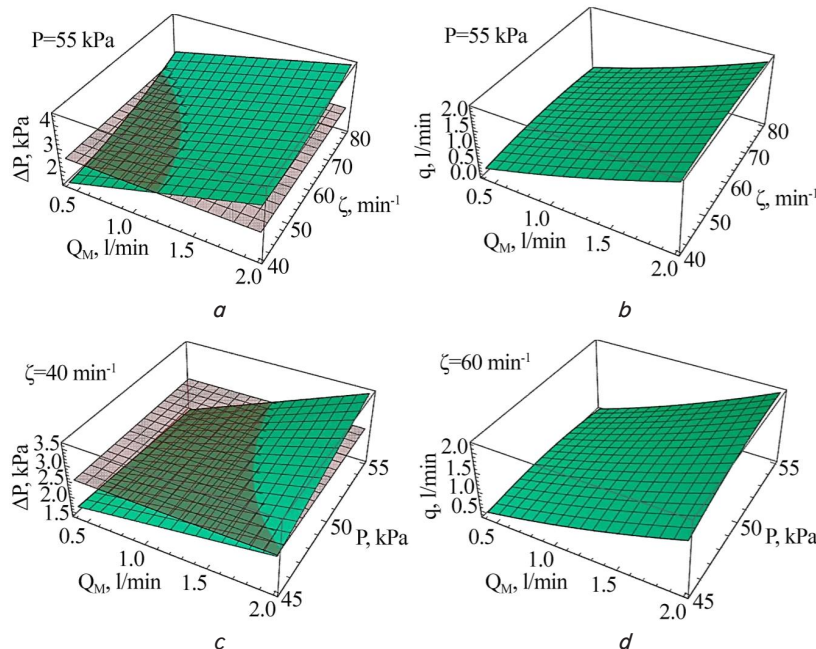 P=55 kPa
ΔP, kPa
4
3
2
0.5
1.0
1.5
2.0
Q_M, l/min
40
50
60
70
80
ζ, min⁻¹
a
P=55 kPa
q, l/min
2.0
1.5
1.0
0.5
0.0
0.5
1.0
1.5
2.0
Q_M, l/min
40
50
60
70
80
ζ, min⁻¹
b
ζ=40 min⁻¹
ΔP, kPa
3.5
3.0
2.5
2.0
1.5
0.5
1.0
1.5
2.0
Q_M, l/min
45
50
55
P, kPa
c
ζ=60 min⁻¹
q, l/min
2.0
1.5
1.0
0.5
0.5
1.0
1.5
2.0
Q_M, l/min
45
50
55
P, kPa
d